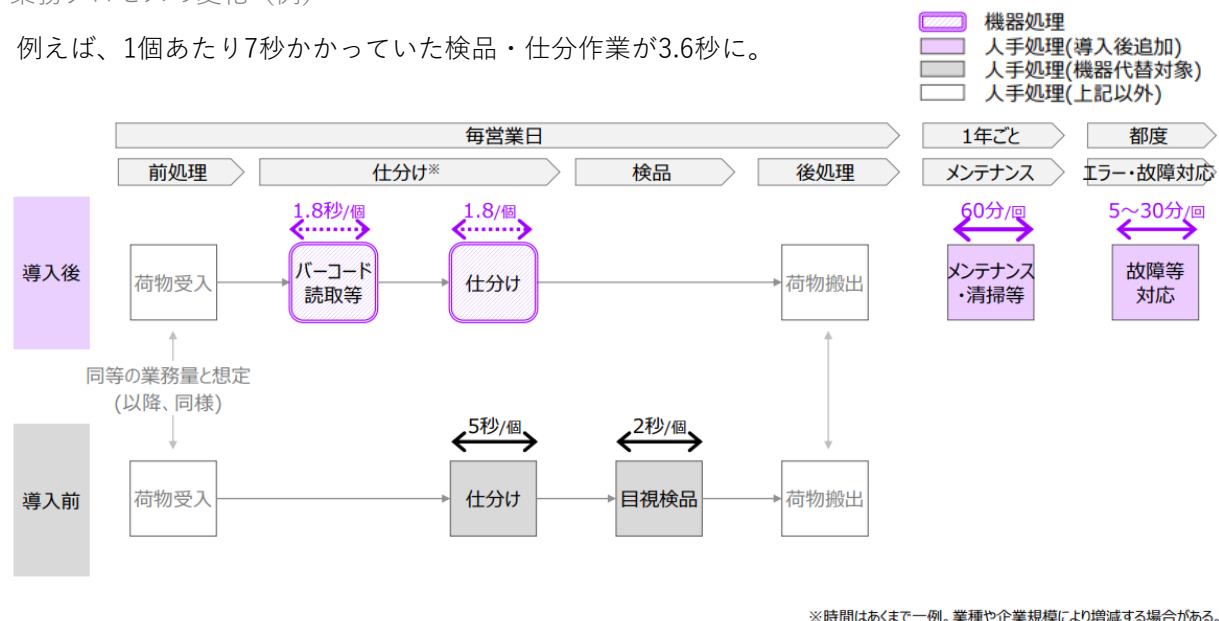 例えば、1個あたり7秒かかっていた検品・仕分作業が3.6秒に。
機器処理
人手処理(導入後追加)
人手処理(機器代替対象)
人手処理(上記以外)
毎営業日
1年ごと
都度
前処理
仕分け※
検品
後処理
メンテナンス
エラー・故障対応
導入後
荷物受入
1.8秒/個
バーコード
読取等
1.8/個
仕分け
荷物搬出
60分/回
メンテナンス
・清掃等
5～30分/回
故障等
対応
同等の業務量と想定
(以降、同様)
導入前
荷物受入
5秒/個
仕分け
2秒/個
目視検品
荷物搬出
※時間はあくまで一例。業種や企業規模により増減する場合がある。